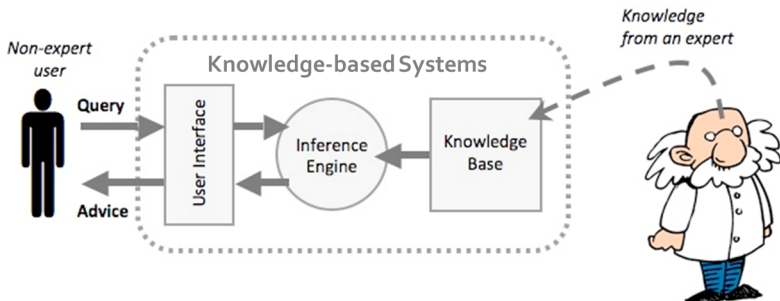 Knowledge
from an expert
Non-expert
user
Knowledge-based Systems
Query
User Interface
Inference
Engine
Knowledge
Base
Advice